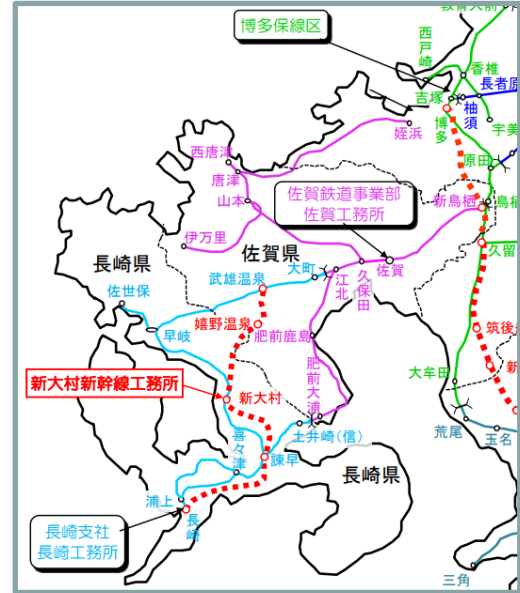 博多保線区
西戸崎
香椎
長者原
吉塚
柚須
博多
宇美
姪浜
原田
西唐津
唐津
山本
新鳥栖
鳥栖
佐賀鉄道事業部
佐賀工務所
伊万里
佐賀県
長崎県
佐世保
武雄温泉
大町
江北
久保田
佐賀
久留
早岐
嬉野温泉
肥前鹿島
筑後
肥前大浦
新
大牟田
新大村新幹線工務所
新大村
荒尾
玉名
喜々津
土井崎(信)
諫早
長崎県
浦上
長崎
長崎支社
長崎工務所
三角